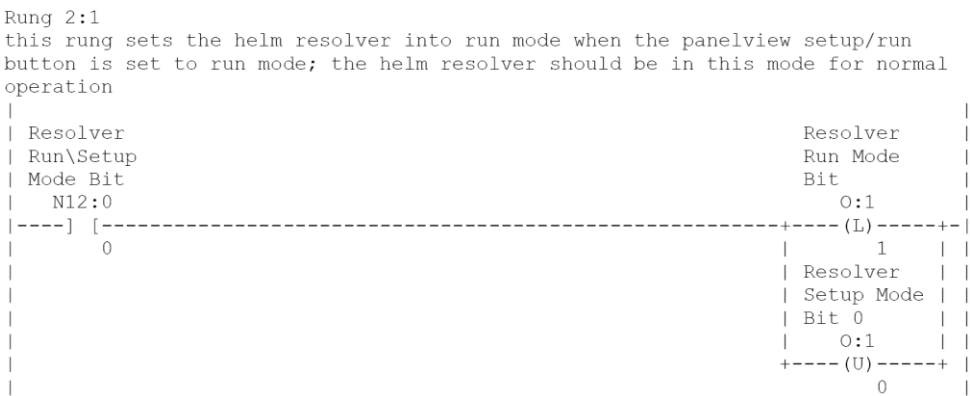 Rung 2:1
this rung sets the helm resolver into run mode when the panelview setup/run
button is set to run mode; the helm resolver should be in this mode for normal
operation
|                                                                              |
| Resolver                                                       Resolver      |
| Run\Setup                                                      Run Mode      |
| Mode Bit                                                       Bit           |
|   N12:0                                                           O:1        |
|----] [--------------------------------------------------------+----(L)-----+-|
|       0                                                       |       1    | |
|                                                               | Resolver   | |
|                                                               | Setup Mode | |
|                                                               | Bit 0      | |
|                                                               |    O:1     | |
|                                                               +----(U)-----+ |
|                                                                       0      |